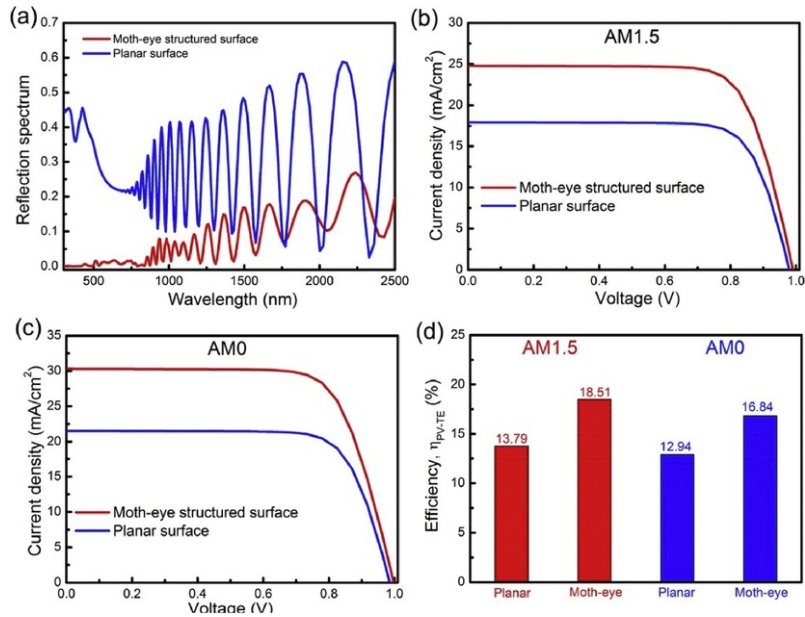 (a)
0.7
0.6
0.5
0.4
0.3
0.2
0.1
0.0
Reflection spectrum
Moth-eye structured surface
Planar surface
500 1000 1500 2000 2500
Wavelength (nm)
(b)
AM1.5
30
25
20
15
10
5
0
Current density (mA/cm²)
Moth-eye structured surface
Planar surface
0.0 0.2 0.4 0.6 0.8 1.0
Voltage (V)
(c)
AM0
35
30
25
20
15
10
5
0
Current density (mA/cm²)
Moth-eye structured surface
Planar surface
0.0 0.2 0.4 0.6 0.8 1.0
Voltage (V)
(d)
AM1.5 AM0
25
20
15
10
5
0
Efficiency, ηPV-TE (%)
13.79
18.51
12.94
16.84
Planar Moth-eye Planar Moth-eye